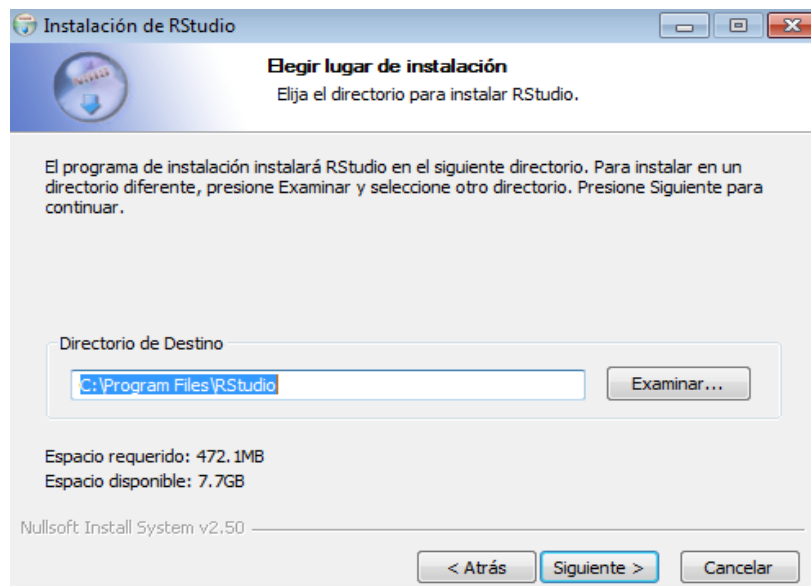 Instalación de RStudio
Elegir lugar de instalación
Elija el directorio para instalar RStudio.
El programa de instalación instalará RStudio en el siguiente directorio. Para instalar en un
directorio diferente, presione Examinar y seleccione otro directorio. Presione Siguiente para
continuar.
Directorio de Destino
C:\Program Files\RStudio
Examinar...
Espacio requerido: 472.1MB
Espacio disponible: 7.7GB
Nullsoft Install System v2.50
< Atrás
Siguiente >
Cancelar